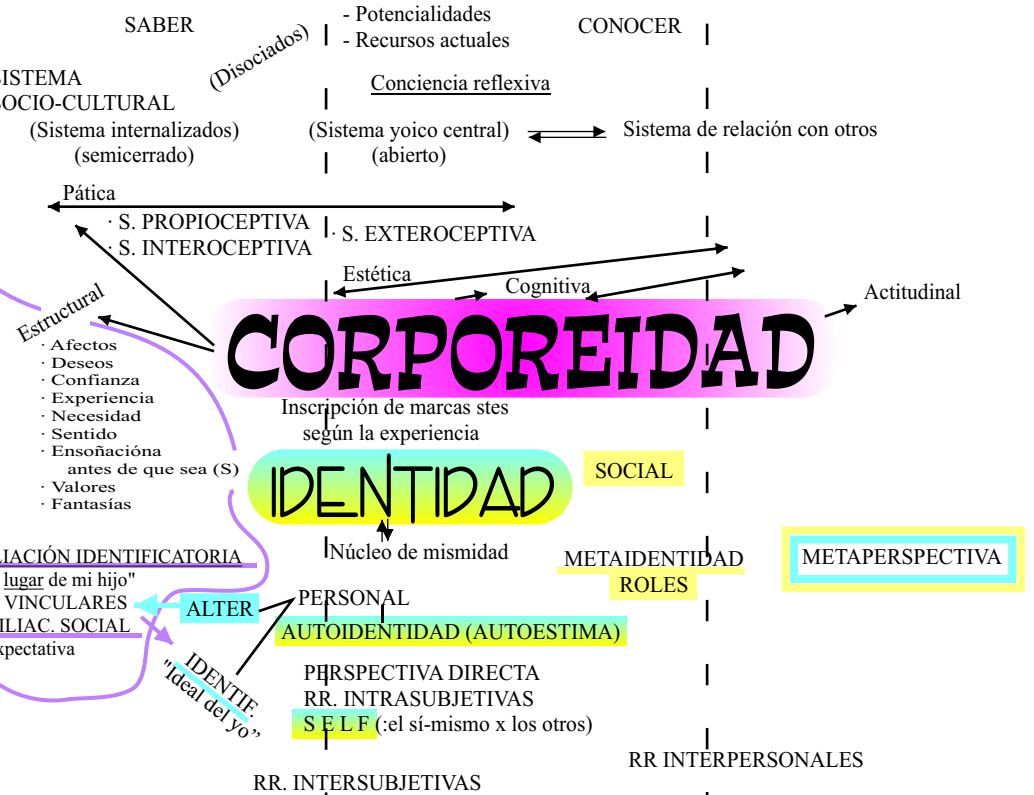 SABER
- Potencialidades
- Recursos actuales
CONOCER
(Disociados)
SISTEMA
SOCIO-CULTURAL
Conciencia reflexiva
(Sistema internalizados)
(semicerrado)
(Sistema yoico central)
(abierto)
Sistema de relación con otros
Pática
· S. PROPIOCEPTIVA
· S. INTEROCEPTIVA
· S. EXTEROCEPTIVA
Estética
Cognitiva
Actitudinal
Estructural
CORPOREIDAD
· Afectos
· Deseos
· Confianza
· Experiencia
· Necesidad
· Sentido
· Ensoñacióna
antes de que sea (S)
· Valores
· Fantasías
Inscripción de marcas stes
según la experiencia
IDENTIDAD
SOCIAL
Núcleo de mismidad
LIACIÓN IDENTIFICATORIA
lugar de mi hijo"
VINCULARES
ILIAC. SOCIAL
xpectativa
METAIDENTIDAD
ROLES
METAPERSPECTIVA
ALTER
PERSONAL
AUTOIDENTIDAD (AUTOESTIMA)
IDENTIF.
"Ideal del yo”
PERSPECTIVA DIRECTA
RR. INTRASUBJETIVAS
S E L F (:el sí-mismo x los otros)
RR INTERPERSONALES
RR. INTERSUBJETIVAS